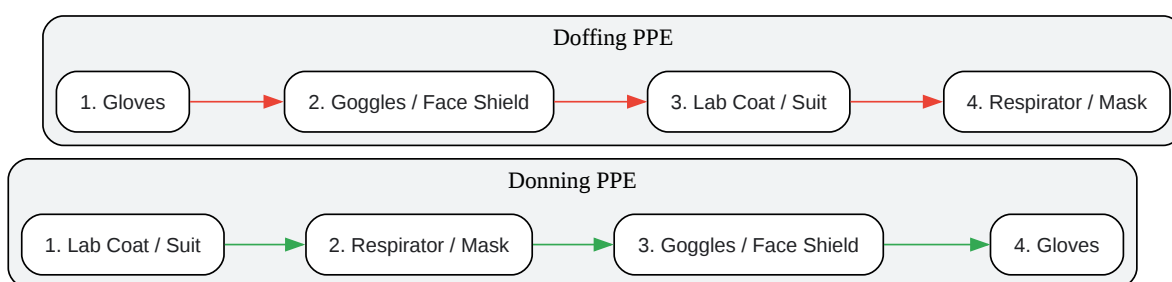 Doffing PPE
1. Gloves
2. Goggles / Face Shield
3. Lab Coat / Suit
4. Respirator / Mask
Donning PPE
1. Lab Coat / Suit
2. Respirator / Mask
3. Goggles / Face Shield
4. Gloves